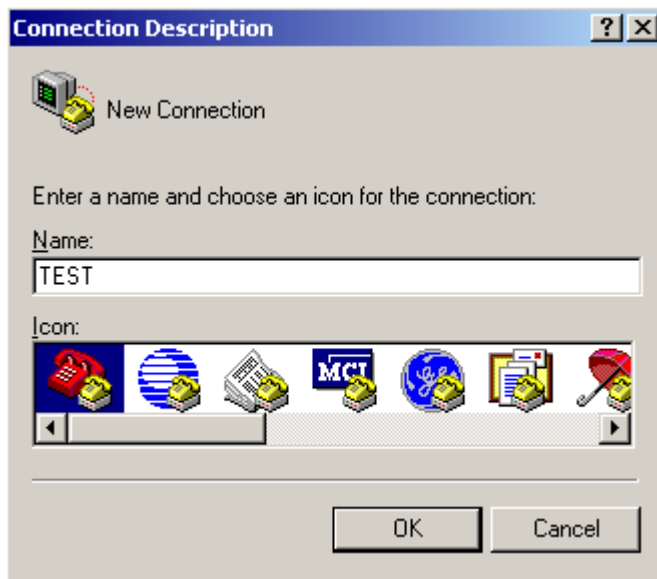 Connection Description
New Connection
Enter a name and choose an icon for the connection:
Name:
TEST
Icon:
MCI
OK Cancel